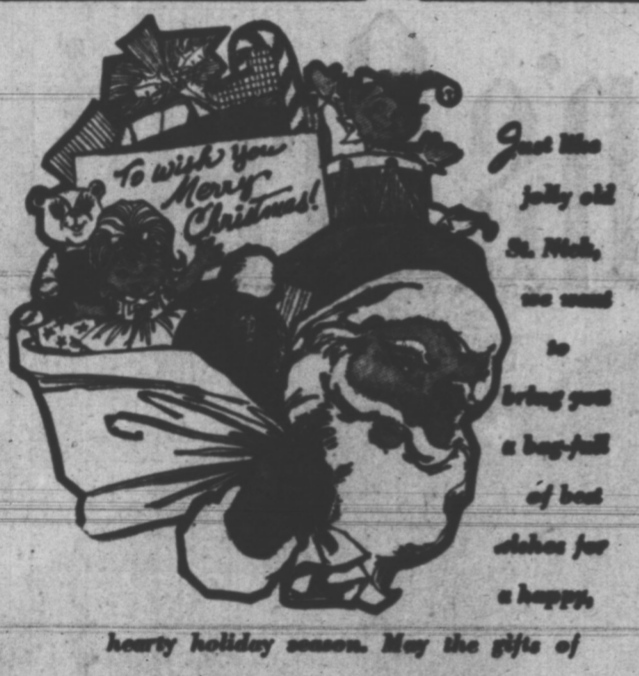 To wish you
Merry
Christmas!
Just like
jolly old
St. Nick,
we want
to
bring you
a bag-full
of best
wishes for
a happy,
hearty holiday season. May the gifts of